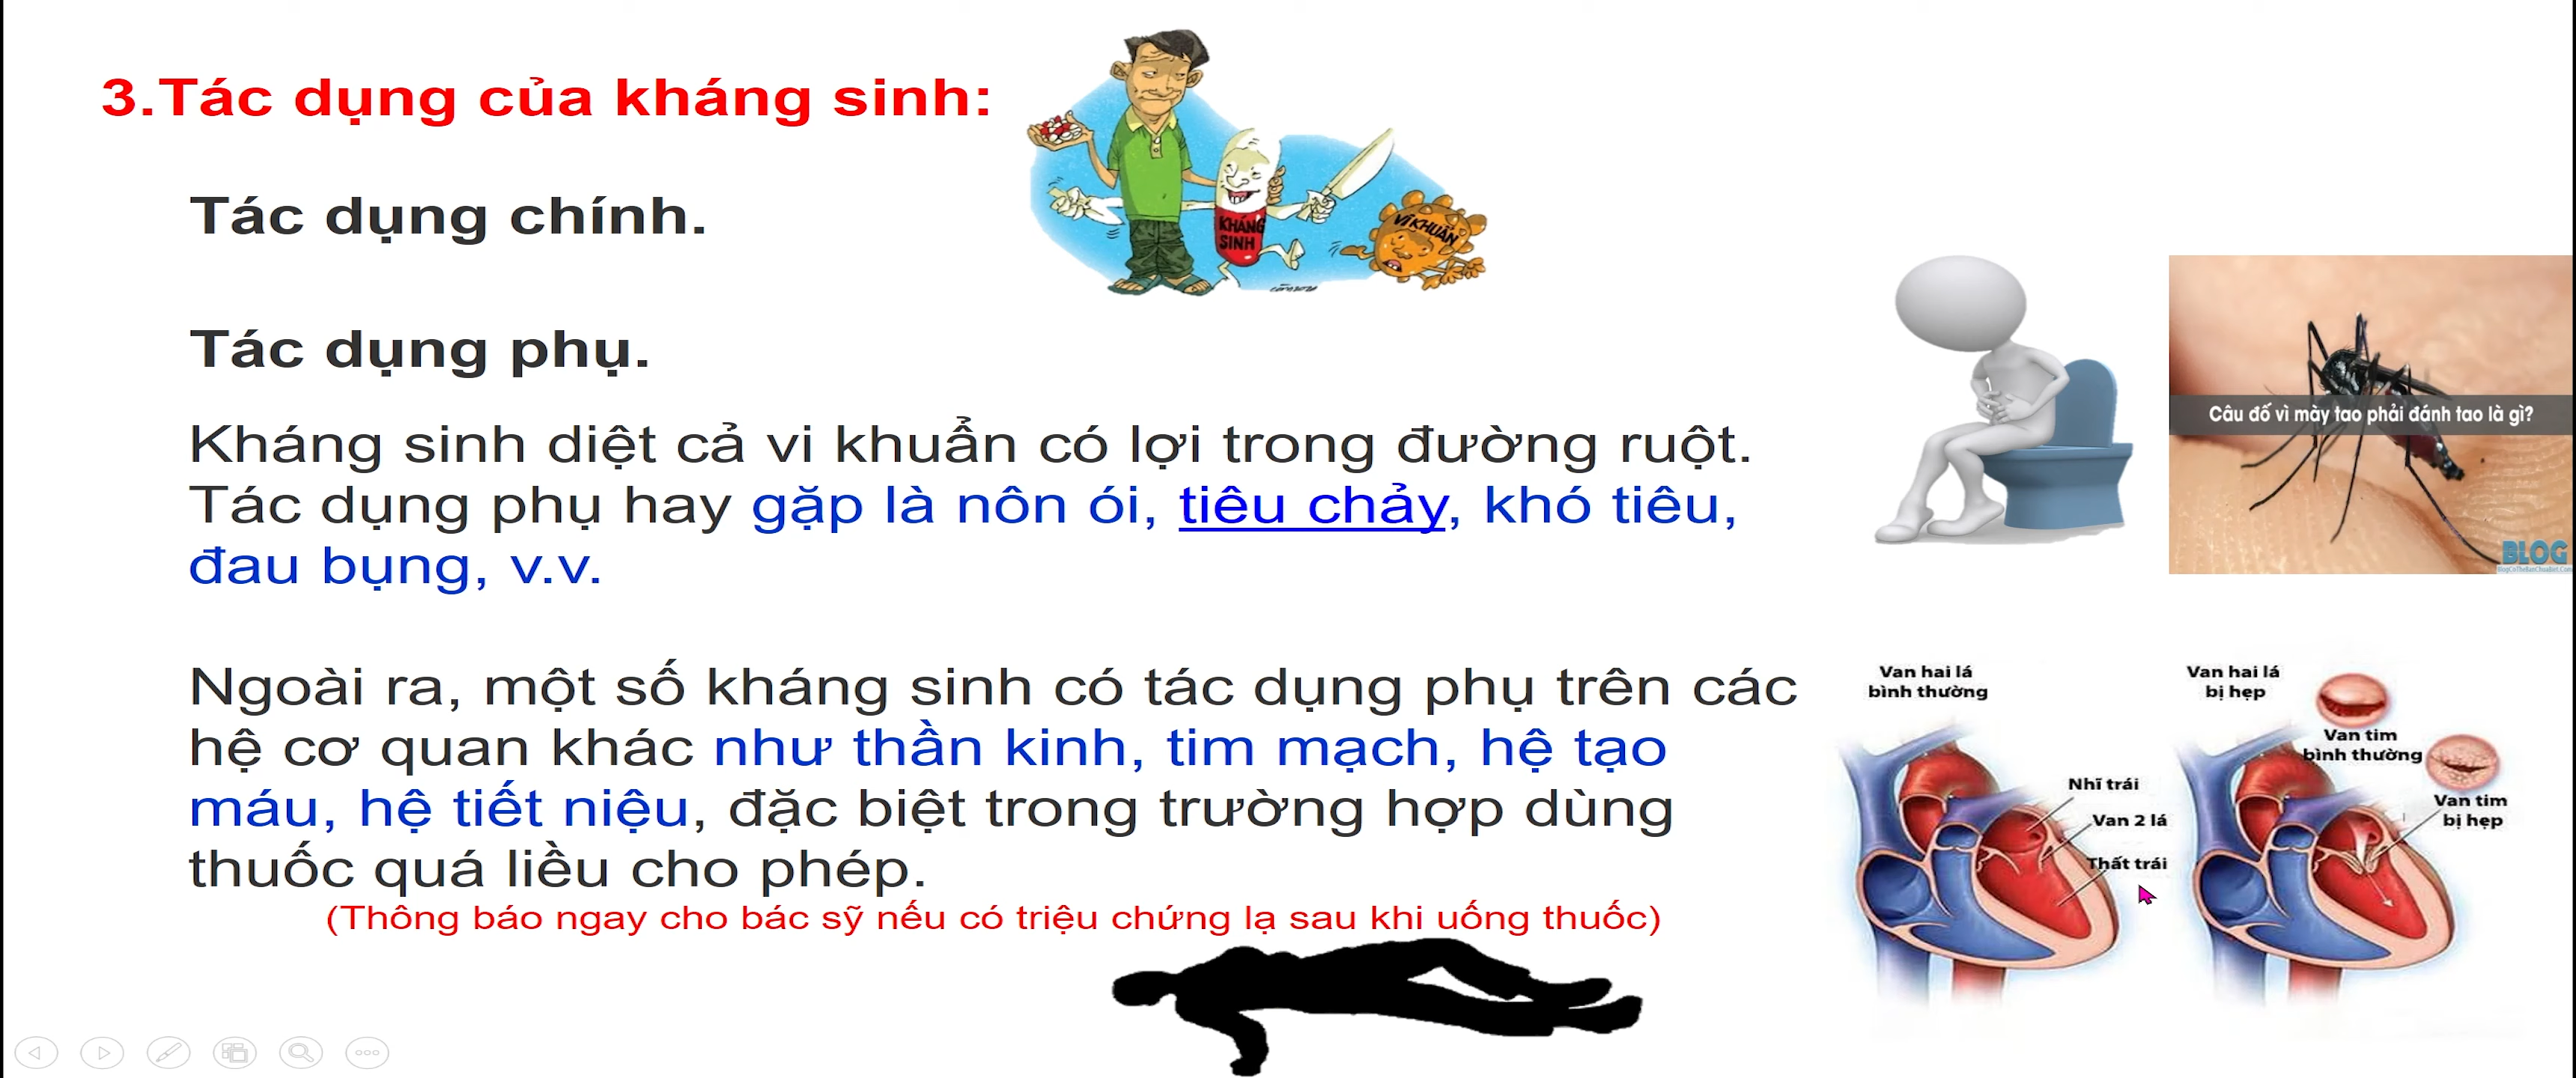 3.Tác dụng của kháng sinh:
KHÁNG
SINH
VI KHUẨN
Tác dụng chính.
Tác dụng phụ.
Câu đố vì mày tao phải đánh tao là gì?
BLOG
Kháng sinh diệt cả vi khuẩn có lợi trong đường ruột.
Tác dụng phụ hay gặp là nôn ói, tiêu chảy, khó tiêu,
đau bụng, v.v.
Ngoài ra, một số kháng sinh có tác dụng phụ trên các
hệ cơ quan khác như thần kinh, tim mạch, hệ tạo
máu, hệ tiết niệu, đặc biệt trong trường hợp dùng
thuốc quá liều cho phép.
(Thông báo ngay cho bác sỹ nếu có triệu chứng lạ sau khi uống thuốc)
Van hai lá
bình thường
Nhĩ trái
Van 2 lá
Thất trái
Van hai lá
bị hẹp
Van tim
bình thường
Van tim
bị hẹp